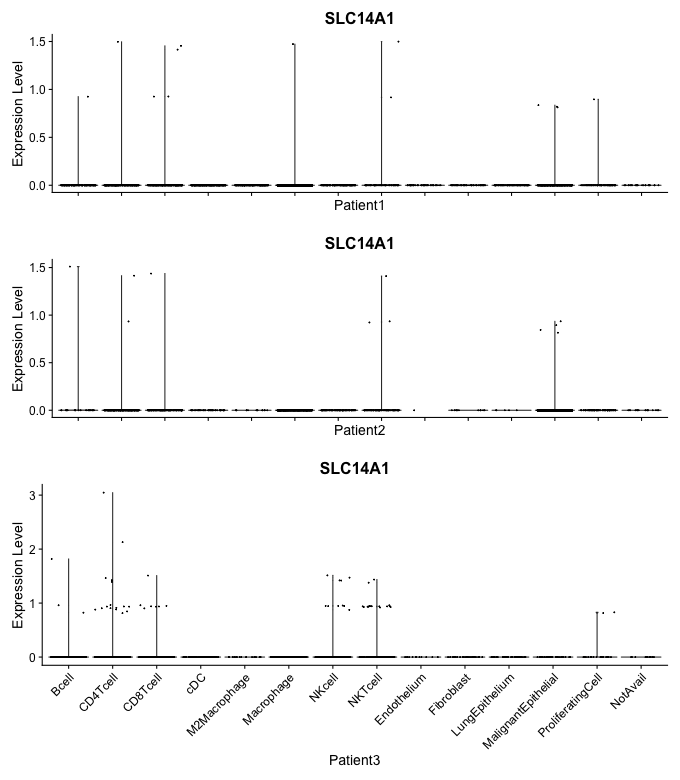 SLC14A1
Expression Level
1.5
1.0
0.5
0.0
Patient1
SLC14A1
Expression Level
1.5
1.0
0.5
0.0
Patient2
SLC14A1
Expression Level
3
2
1
0
Bcell
CD4Tcell
CD8Tcell
cDC
M2Macrophage
Macrophage
NKcell
NKTcell
Endothelium
Fibroblast
LungEpithelium
MalignantEpithelial
ProliferatingCell
NotAvail
Patient3